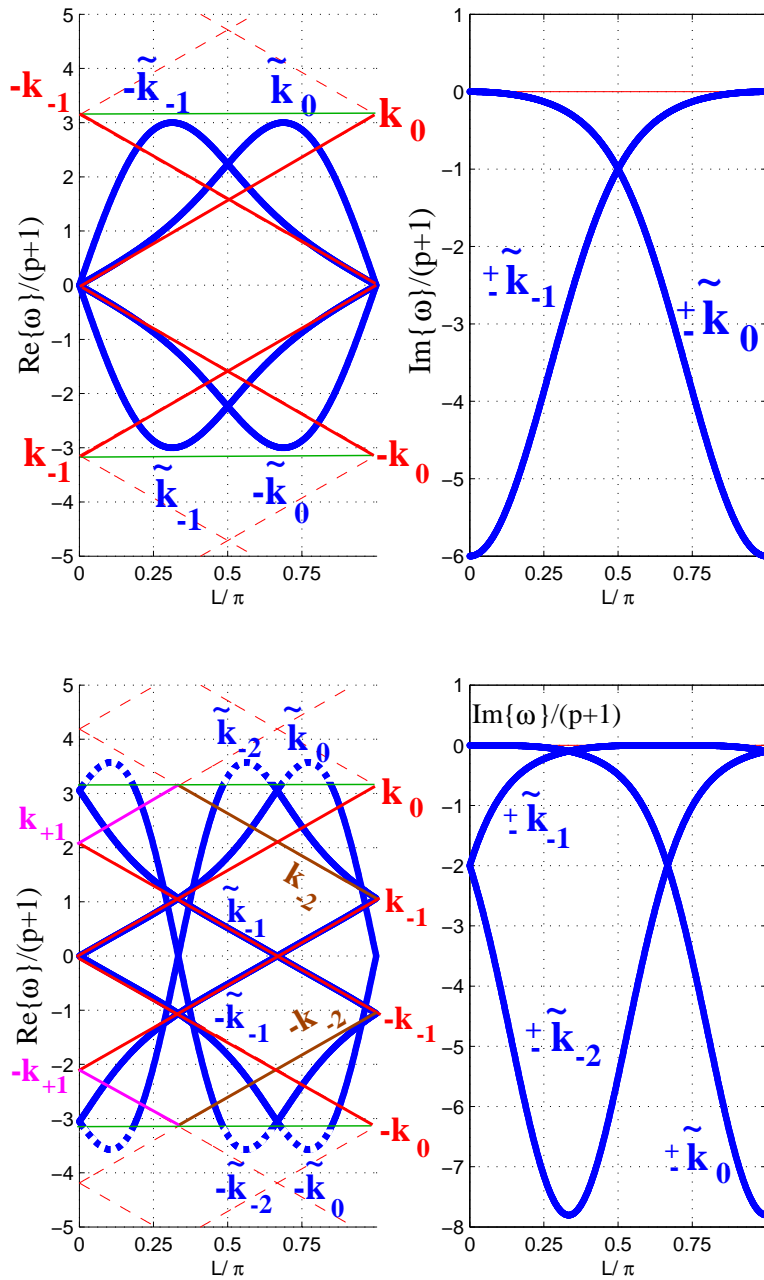 5
4
3
2
1
0
-1
-2
-3
-4
-5
0 0.25 0.5 0.75
L/ π
Re{ω}/(p+1)
-k₋₁
k̃₀
-k̃₋₁
k₀
k₋₁
k̃₋₁
-k̃₀
-k₀
1
0
-1
-2
-3
-4
-5
-6
0 0.25 0.5 0.75
L/ π
Im{ω}/(p+1)
±k̃₋₁
±k̃₀
5
4
3
2
1
0
-1
-2
-3
-4
-5
0 0.25 0.5 0.75
L/ π
Re{ω}/(p+1)
k̃₋₂
k̃₀
k₊₁
k₀
k₋₂
k̃₋₁
k₋₁
-k̃₋₁
-k₋₂
-k₋₁
-k₊₁
-k₀
-k̃₋₂
-k̃₀
1
0
-1
-2
-3
-4
-5
-6
-7
-8
0 0.25 0.5 0.75
L/ π
Im{ω}/(p+1)
±k̃₋₁
±k̃₋₂
±k̃₀